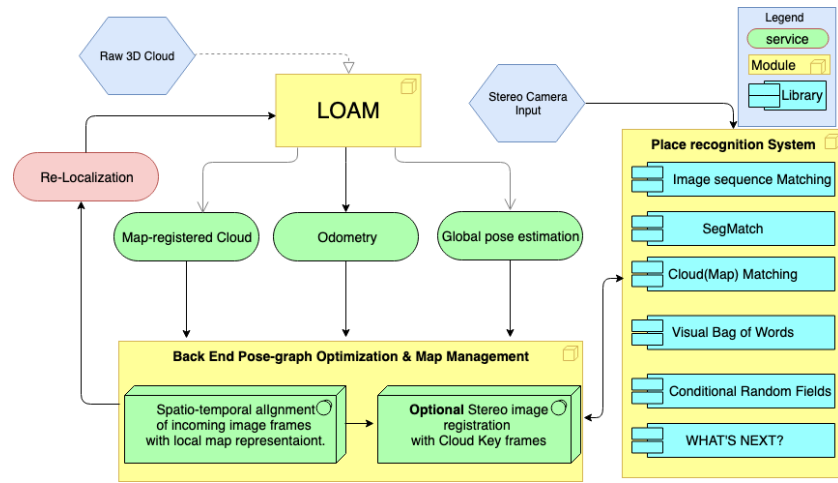 Raw 3D Cloud
LOAM
Stereo Camera
Input
Legend
service
Module
Library
Re-Localization
Map-registered Cloud
Odometry
Global pose estimation
Place recognition System
Image sequence Matching
SegMatch
Cloud(Map) Matching
Visual Bag of Words
Conditional Random Fields
WHAT'S NEXT?
Back End Pose-graph Optimization & Map Management
Spatio-temporal allgnment
of incoming image frames
with local map representaiont.
Optional Stereo image
registration
with Cloud Key frames